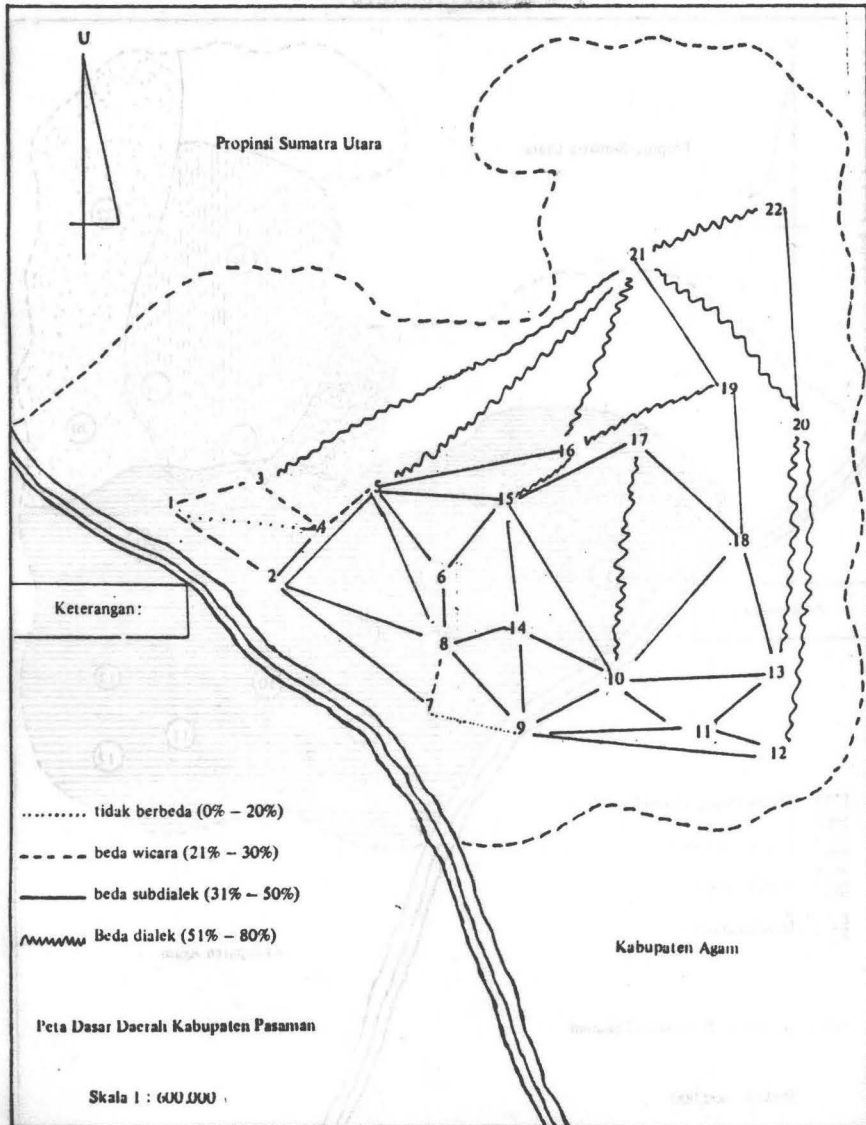 U
Propinsi Sumatra Utara
22
21
19
20
16
17
3
15
1
4
18
2
6
Keterangan :
14
8
10
13
7
9
11
12
............ tidak berbeda (0% – 20%)
beda wicara (21% – 30%)
beda subdialek (31% – 50%)
Beda dialek (51% – 80%)
Kabupaten Agam
Peta Dasar Daerah Kabupaten Pasaman
Skala 1 : 600.000